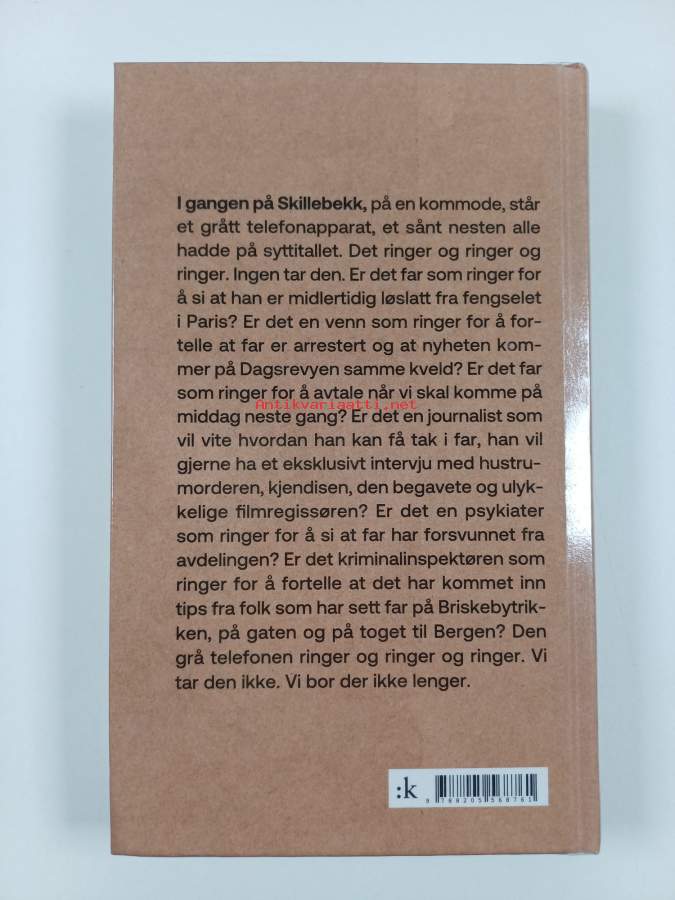 I gangen på Skillebekk, på en kommode, står
et grått telefonapparat, et sånt nesten alle
hadde på syttitallet. Det ringer og ringer og
ringer. Ingen tar den. Er det far som ringer for
å si at han er midlertidig løslatt fra fengselet
i Paris? Er det en venn som ringer for å for-
telle at far er arrestert og at nyheten kom-
mer på Dagsrevyen samme kveld? Er det far
som ringer for å avtale når vi skal komme på
Antikvariaatti.net
middag neste gang? Er det en journalist som
vil vite hvordan han kan få tak i far, han vil
gjerne ha et eksklusivt intervju med hustru-
morderen, kjendisen, den begavete og ulyk-
kelige filmregissøren? Er det en psykiater
som ringer for å si at far har forsvunnet fra
avdelingen? Er det kriminalinspektøren som
ringer for å fortelle at det har kommet inn
tips fra folk som har sett far på Briskebytrik-
ken, på gaten og på toget til Bergen? Den
grå telefonen ringer og ringer og ringer. Vi
tar den ikke. Vi bor der ikke lenger.
:k
9 788205 568761